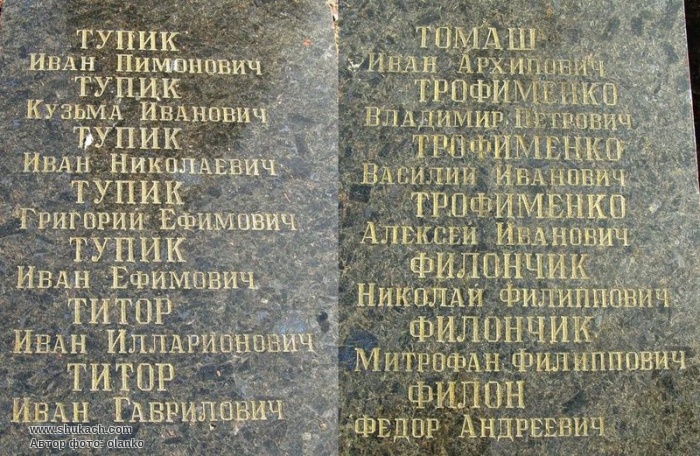 ТУПИК
Иван Пимонович
ТУПИК
Кузьма Иванович
ТУПИК
Иван Николаевич
ТУПИК
Григорий Ефимович
ТУПИК
Иван Ефимович
ТИТОР
Иван Илларионович
ТИТОР
Иван Габрилович
ТОМАШ
Иван Архипович
ТРОФИМЕНКО
Владимир Петрович
ТРОФИМЕНКО
Василий Иванович
ТРОФИМЕНКО
Алексей Иванович
ФИЛОНЧИК
Николай Филиппович
ФИЛОНЧИК
Митрофан Филиппович
ФИЛОН
Федор Андреевич
www.shukach.com
Автор фото: olanko